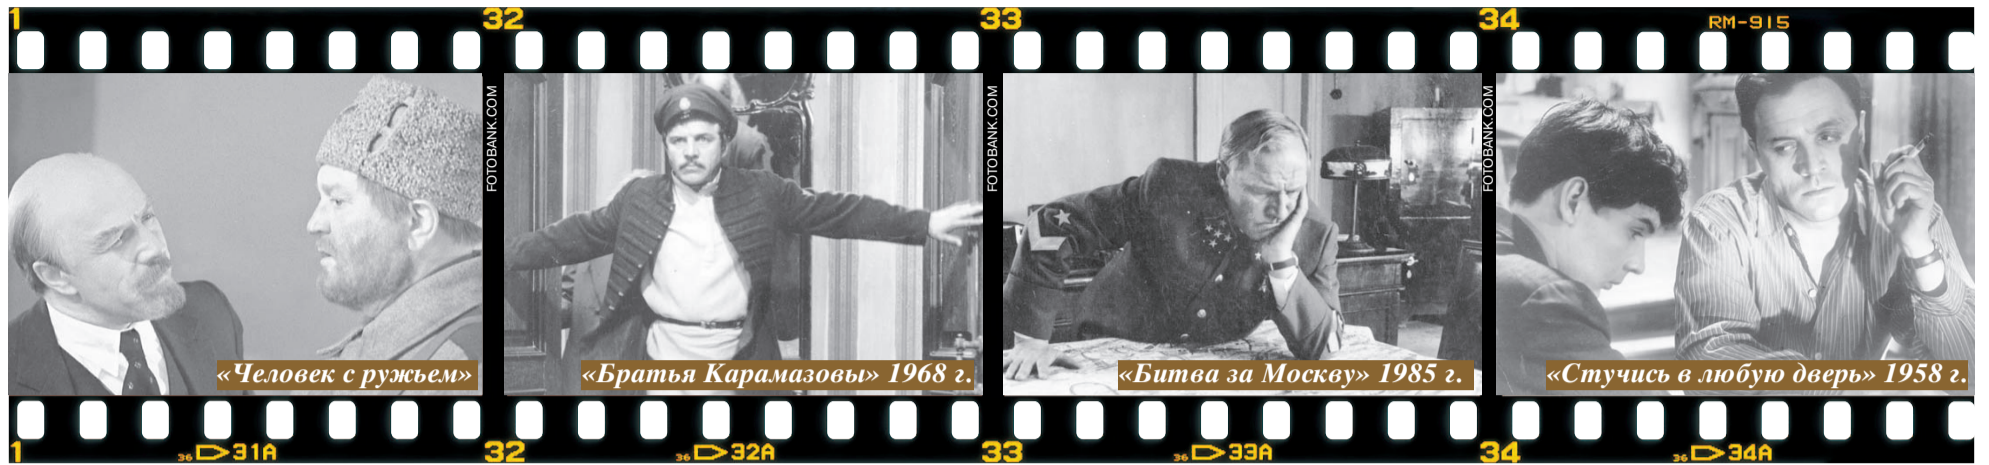 1 32 33 34 RM-915
FOTOBANK.COM
FOTOBANK.COM
FOTOBANK.COM
«Человек с ружьем»
«Братья Карамазовы» 1968 г.
«Битва за Москву» 1985 г.
«Стучись в любую дверь» 1958 г.
1 36 31A 32 36 32A 33 36 33A 34 36 34A